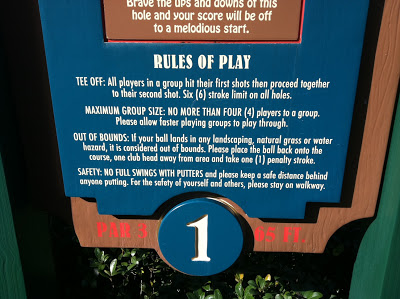 Brave the ups and downs of this
hole and your score will be off
to a melodious start.
RULES OF PLAY
TEE OFF: All players in a group hit their first shots then proceed together
to their second shot. Six (6) stroke limit on all holes.
MAXIMUM GROUP SIZE: NO MORE THAN FOUR (4) players to a group.
Please allow faster playing groups to play through.
OUT OF BOUNDS: If your ball lands in any landscaping, natural grass or water
hazard, it is considered out of bounds. Please place the ball back onto the
course, one club head away from area and take one (1) penalty stroke.
SAFETY: NO FULL SWINGS WITH PUTTERS and please keep a safe distance behind
anyone putting. For the safety of yourself and others, please stay on walkway.
PAR 3 1 85 FT.